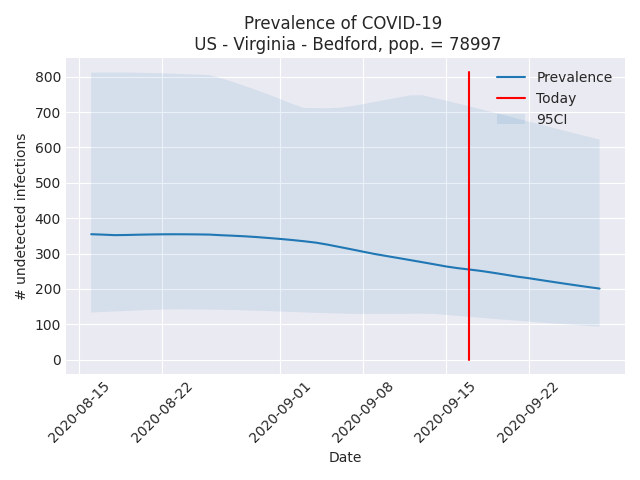 Prevalence of COVID-19
US - Virginia - Bedford, pop. = 78997
Prevalence
Today
95CI
# undetected infections
800
700
600
500
400
300
200
100
0
2020-08-15
2020-08-22
2020-09-01
2020-09-08
2020-09-15
2020-09-22
Date